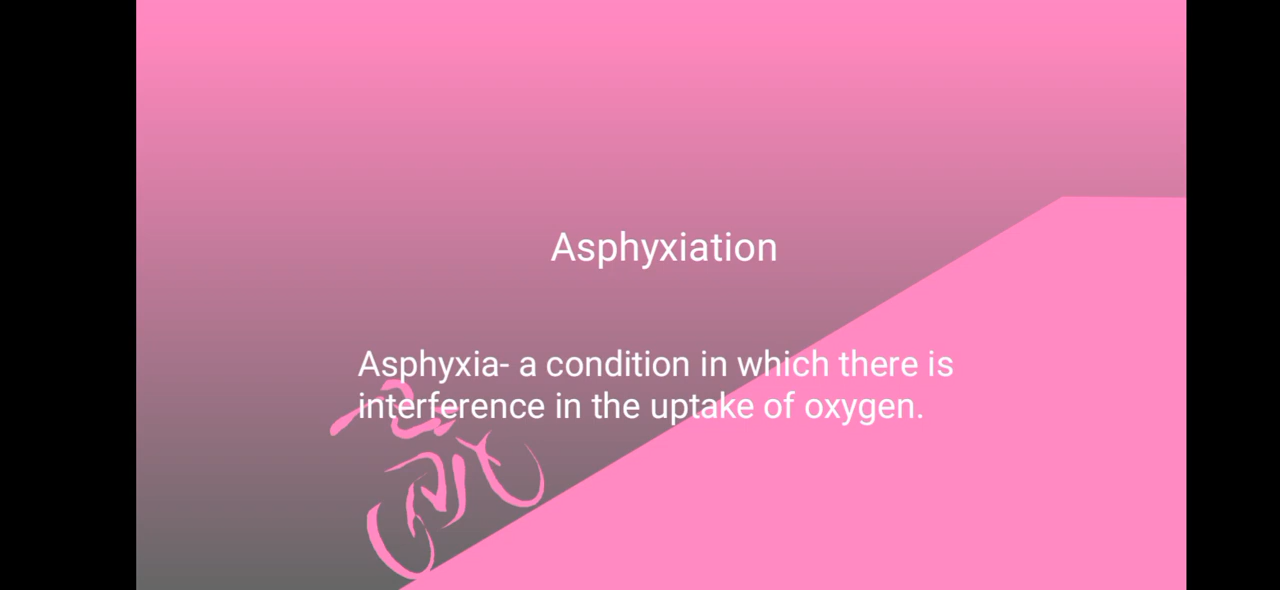 Asphyxiation
Asphyxia- a condition in which there is
interference in the uptake of oxygen.